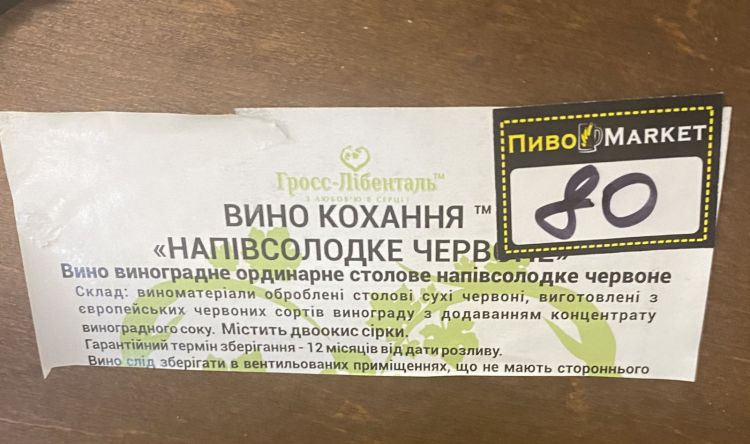 ПИВО MARKET
80
Гросс-Лібенталь™
З ЛЮБОВ'Ю В СЕРЦІ
ВИНО КОХАННЯ ™
«НАПІВСОЛОДКЕ ЧЕРВОНЕ»
Вино виноградне ординарне столове напівсолодке червоне
Склад: виноматеріали оброблені столові сухі червоні, виготовлені з
європейських червоних сортів винограду з додаванням концентрату
виноградного соку. Містить двоокис сірки.
Гарантійний термін зберігання - 12 місяців від дати розливу.
Вино слід зберігати в вентильованих приміщеннях, що не мають стороннього